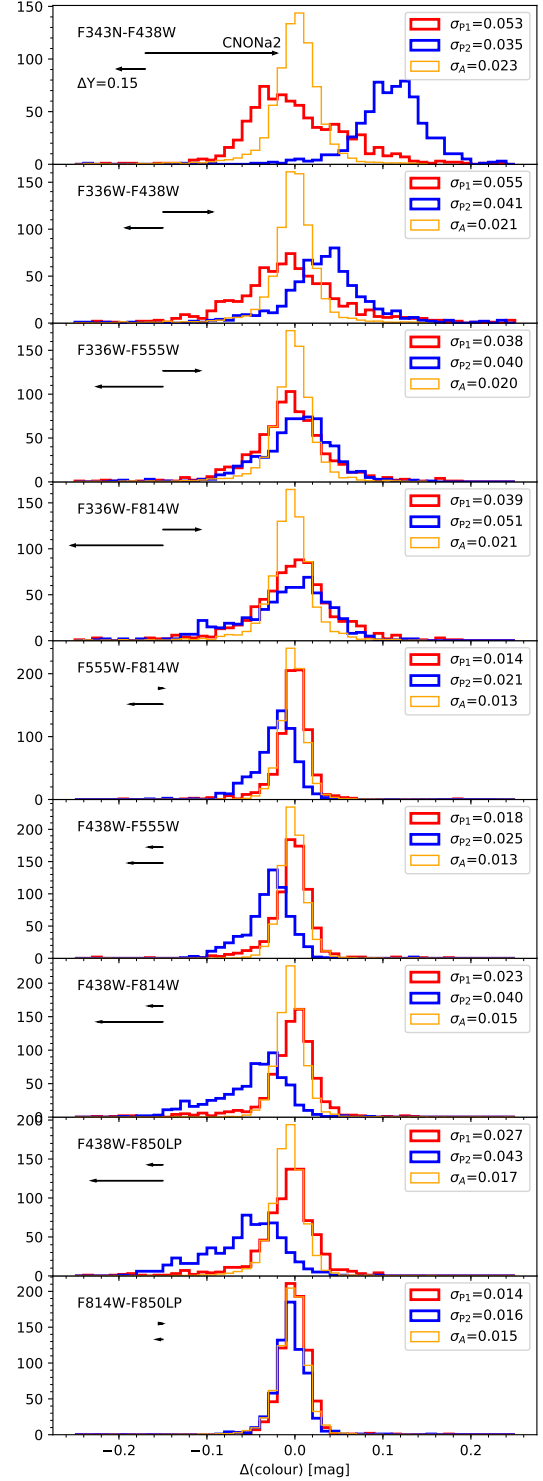 F343N-F438W
CNONa2
ΔY=0.15
σP1=0.053
σP2=0.035
σA=0.023
150
100
50
0
F336W-F438W
σP1=0.055
σP2=0.041
σA=0.021
150
100
50
0
F336W-F555W
σP1=0.038
σP2=0.040
σA=0.020
150
100
50
0
F336W-F814W
σP1=0.039
σP2=0.051
σA=0.021
150
100
50
0
F555W-F814W
σP1=0.014
σP2=0.021
σA=0.013
200
100
0
F438W-F555W
σP1=0.018
σP2=0.025
σA=0.013
200
150
100
50
0
F438W-F814W
σP1=0.023
σP2=0.040
σA=0.015
200
150
100
50
0
F438W-F850LP
σP1=0.027
σP2=0.043
σA=0.017
200
150
100
50
0
F814W-F850LP
σP1=0.014
σP2=0.016
σA=0.015
200
150
100
50
0
−0.2 −0.1 0.0 0.1 0.2
Δ(colour) [mag]